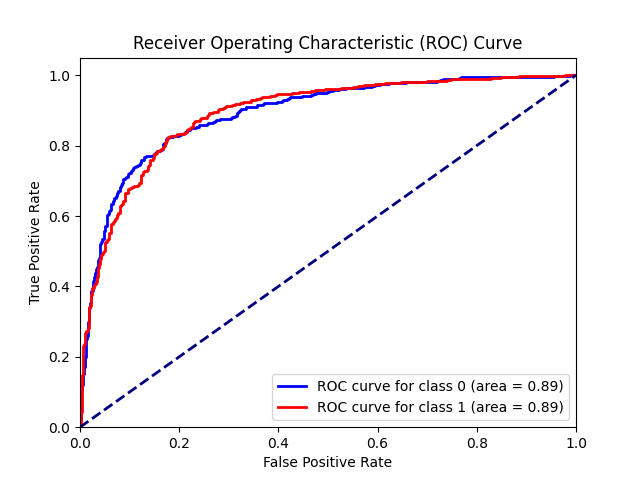 Receiver Operating Characteristic (ROC) Curve
1.0
0.8
0.6
0.4
0.2
0.0
True Positive Rate
ROC curve for class 0 (area = 0.89)
ROC curve for class 1 (area = 0.89)
0.0 0.2 0.4 0.6 0.8 1.0
False Positive Rate